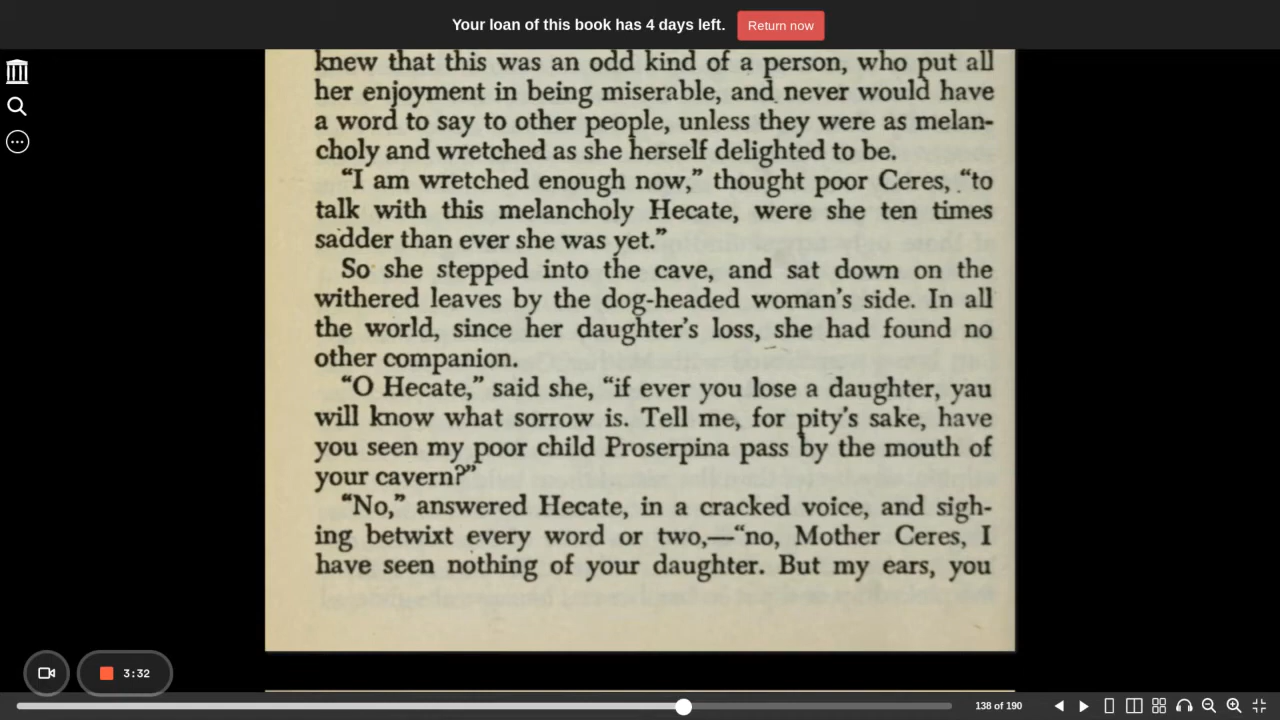 Your loan of this book has 4 days left. Return now
knew that this was an odd kind of a person, who put all
her enjoyment in being miserable, and never would have
a word to say to other people, unless they were as melan-
choly and wretched as she herself delighted to be.
“I am wretched enough now,” thought poor Ceres, “to
talk with this melancholy Hecate, were she ten times
sadder than ever she was yet.”
So she stepped into the cave, and sat down on the
withered leaves by the dog-headed woman’s side. In all
the world, since her daughter’s loss, she had found no
other companion.
“O Hecate,” said she, “if ever you lose a daughter, yau
will know what sorrow is. Tell me, for pity’s sake, have
you seen my poor child Proserpina pass by the mouth of
your cavern?”
“No,” answered Hecate, in a cracked voice, and sigh-
ing betwixt every word or two,—“no, Mother Ceres, I
have seen nothing of your daughter. But my ears, you
3:32
138 of 190